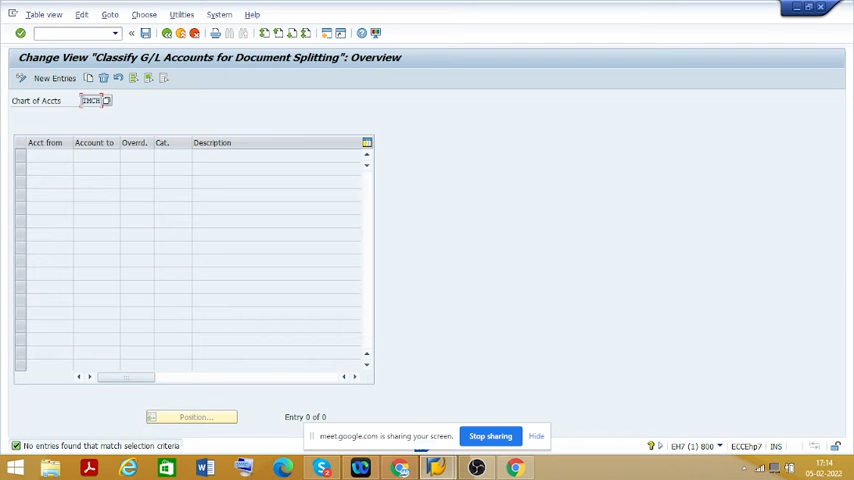 Table view Edit Goto Choose Utilities System Help
Change View "Classify G/L Accounts for Document Splitting": Overview
New Entries
Chart of Accts TMCH
Acct from Account to Overrd. Cat. Description
Position... Entry 0 of 0
meet.google.com is sharing your screen. Stop sharing Hide
No entries found that match selection criteria EH7 (1) 800 ECCEhp7 INS
17:14
05-02-2022